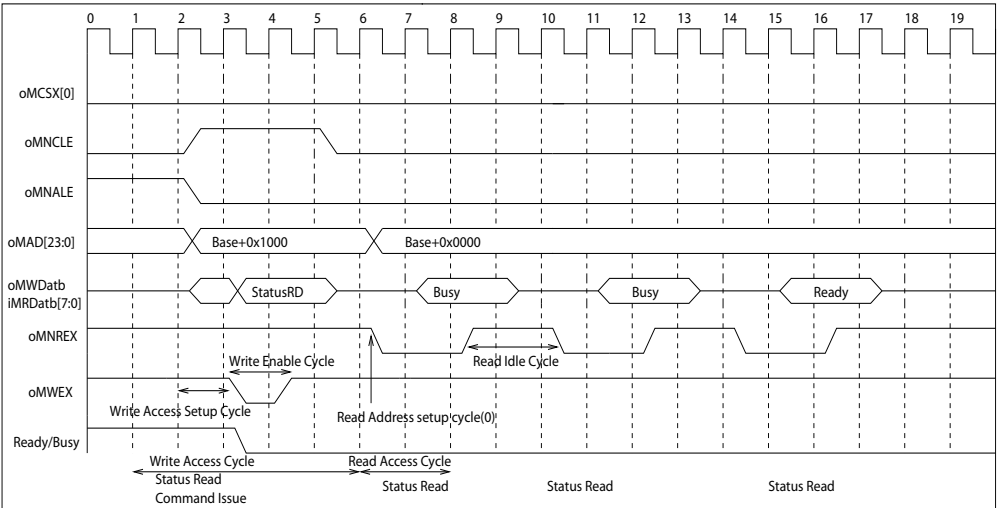 0 1 2 3 4 5 6 7 8 9 10 11 12 13 14 15 16 17 18 19
oMCSX[0]
oMNCLE
oMNALE
oMAD[23:0]
Base+0x1000
Base+0x0000
oMWDatb
iMRDatb[7:0]
StatusRD
Busy
Busy
Ready
oMNREX
Write Enable Cycle
Read Idle Cycle
oMWEX
Write Access Setup Cycle
Read Address setup cycle(0)
Ready/Busy
Write Access Cycle
Read Access Cycle
Status Read
Command Issue
Status Read
Status Read
Status Read